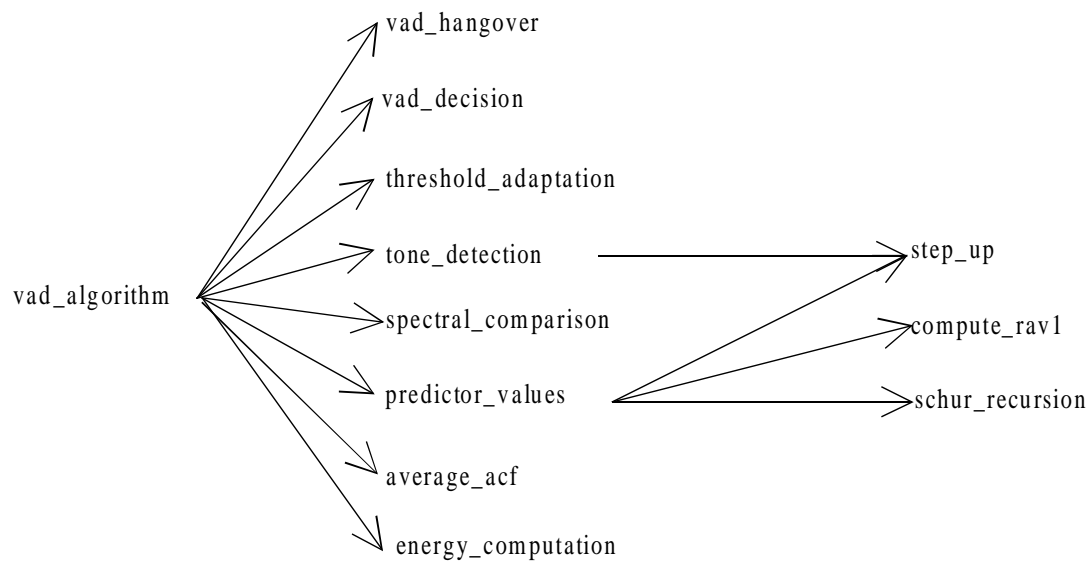 vad_hangover
vad_decision
threshold_adaptation
tone_detection
step_up
vad_algorithm
spectral_comparison
compute_rav1
predictor_values
schur_recursion
average_acf
energy_computation